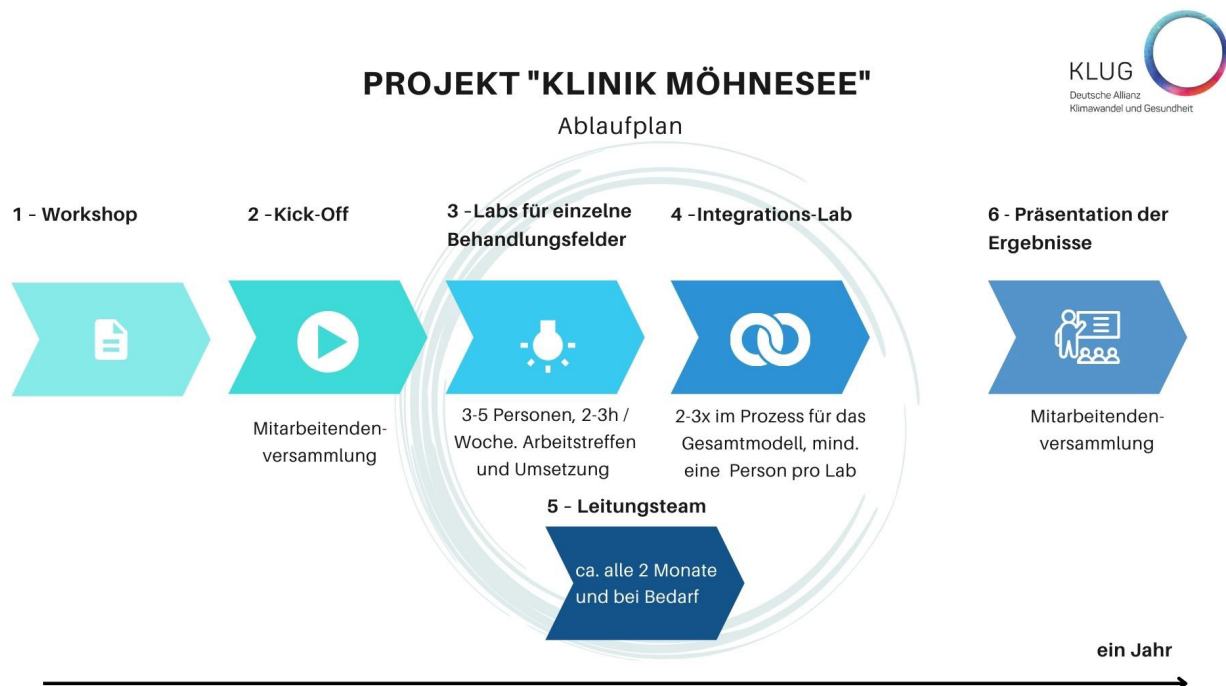 PROJEKT "KLINIK MÖHNESEE"
Ablaufplan
KLUG
Deutsche Allianz
Klimawandel und Gesundheit
1 – Workshop
2 –Kick-Off
Mitarbeitenden-
versammlung
3 –Labs für einzelne
Behandlungsfelder
3-5 Personen, 2-3h /
Woche. Arbeitstreffen
und Umsetzung
4 –Integrations-Lab
2-3x im Prozess für das
Gesamtmodell, mind.
eine Person pro Lab
5 – Leitungsteam
ca. alle 2 Monate
und bei Bedarf
6 - Präsentation der
Ergebnisse
Mitarbeitenden-
versammlung
ein Jahr